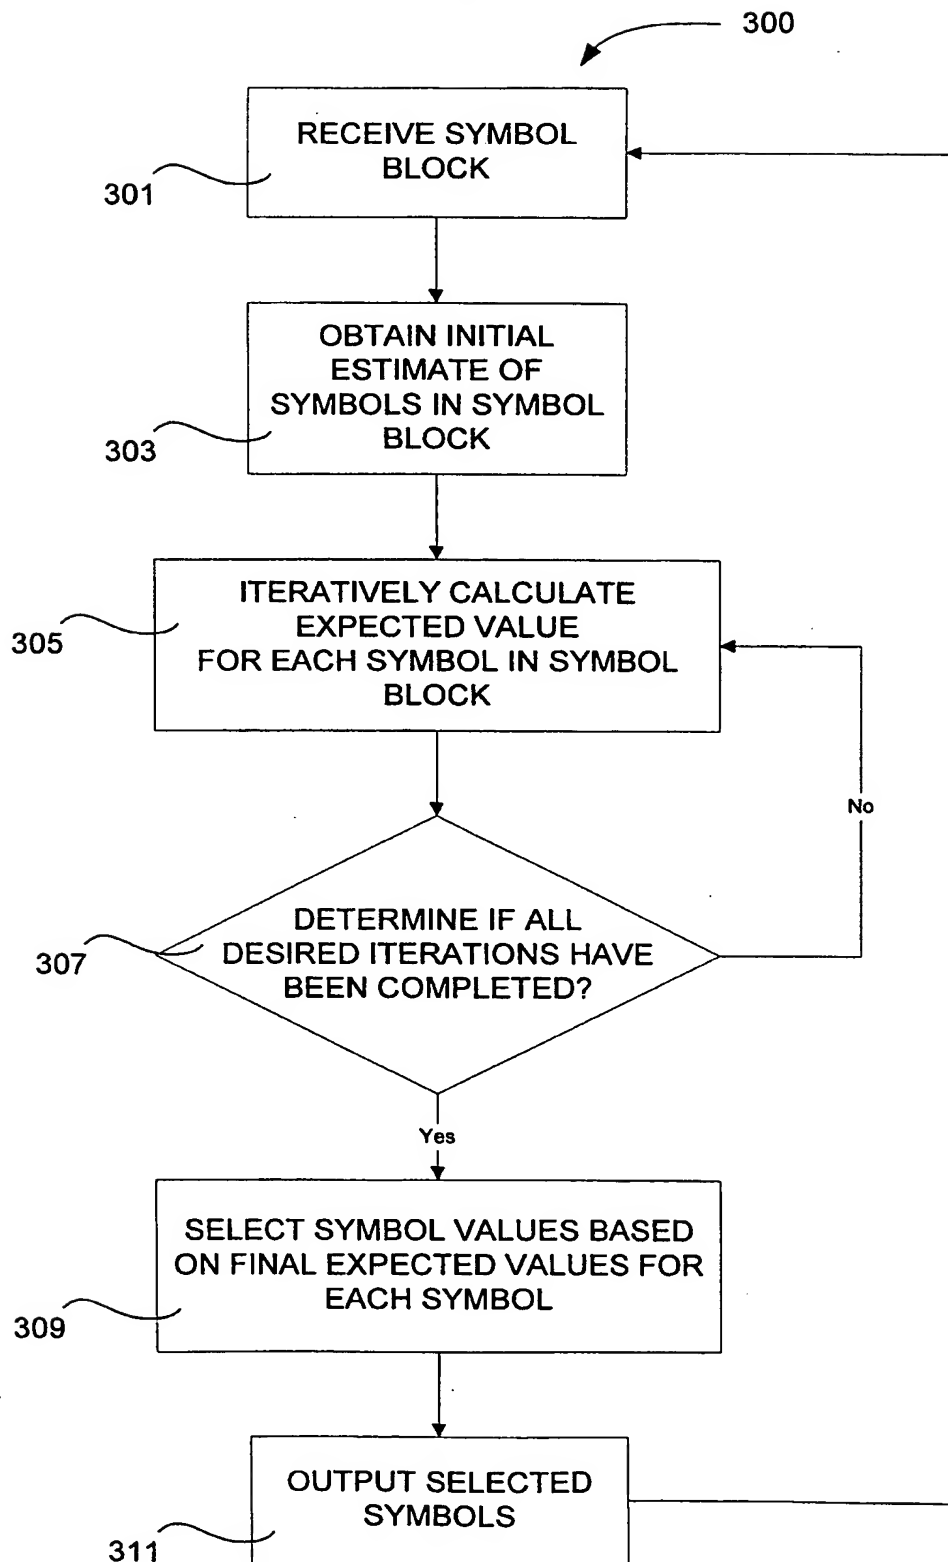 300
RECEIVE SYMBOL
BLOCK
301
OBTAIN INITIAL
ESTIMATE OF
SYMBOLS IN SYMBOL
BLOCK
303
ITERATIVELY CALCULATE
EXPECTED VALUE
FOR EACH SYMBOL IN SYMBOL
BLOCK
305
No
DETERMINE IF ALL
DESIRED ITERATIONS HAVE
BEEN COMPLETED?
307
Yes
SELECT SYMBOL VALUES BASED
ON FINAL EXPECTED VALUES FOR
EACH SYMBOL
309
OUTPUT SELECTED
SYMBOLS
311